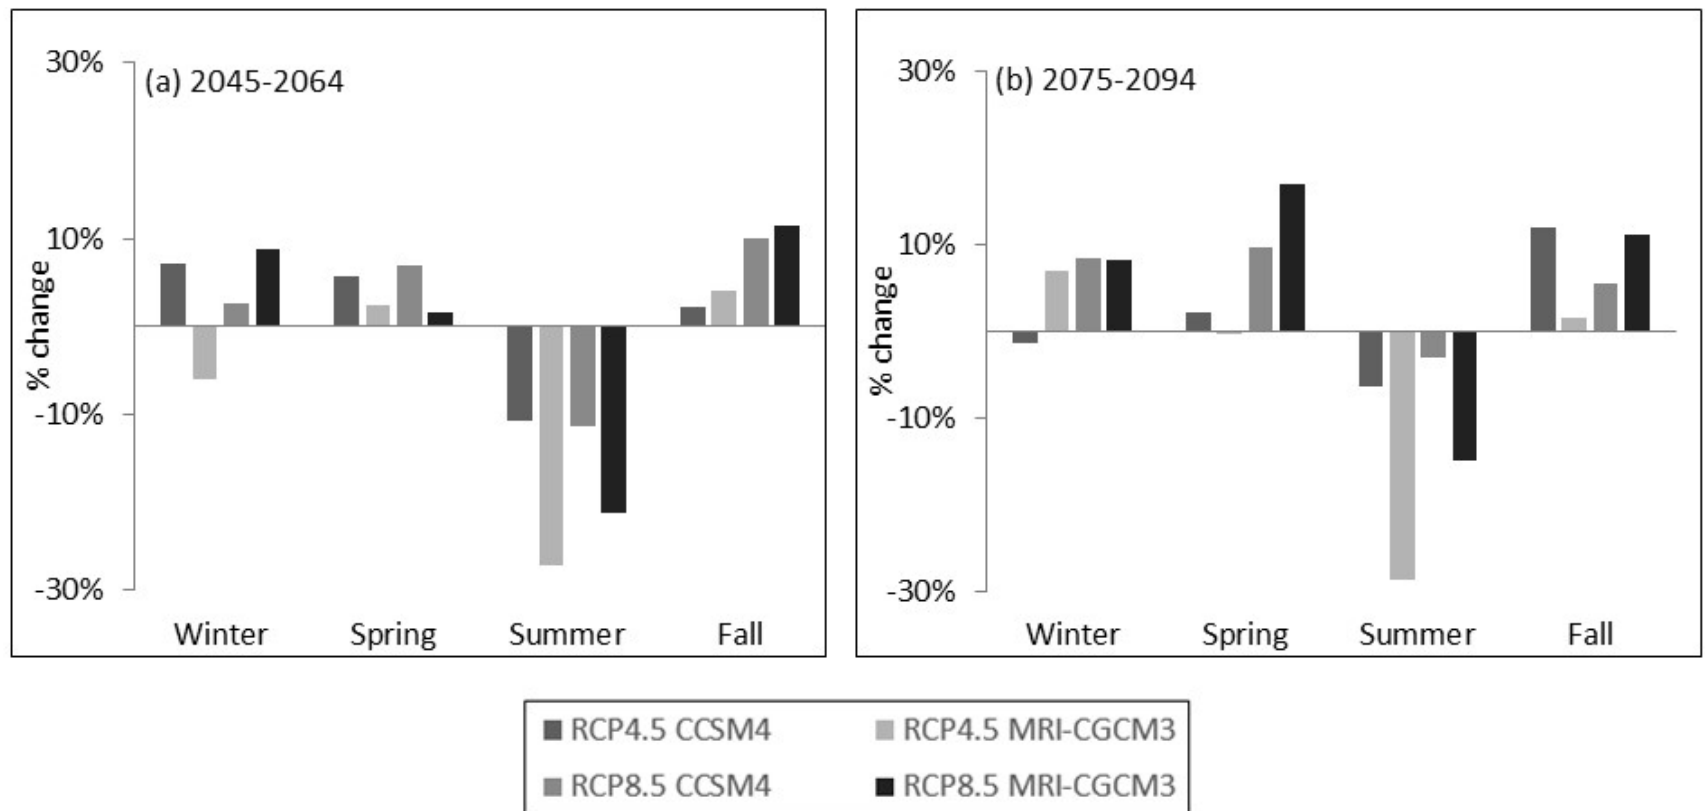 30%
(a) 2045-2064
10%
% change
-10%
-30%
Winter Spring Summer Fall
30%
(b) 2075-2094
10%
% change
-10%
-30%
Winter Spring Summer Fall
RCP4.5 CCSM4 RCP4.5 MRI-CGCM3
RCP8.5 CCSM4 RCP8.5 MRI-CGCM3